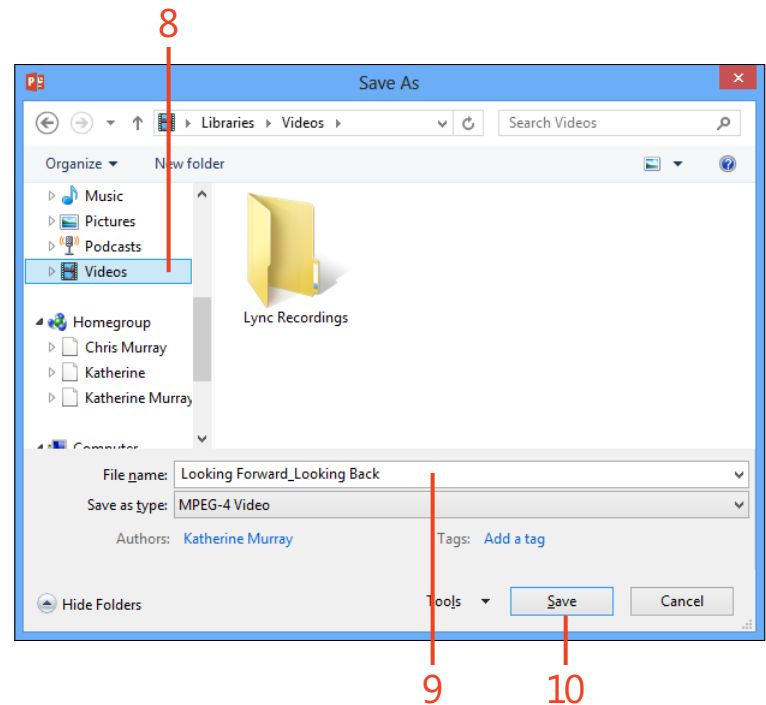 8
Save As
Libraries Videos
Search Videos
Organize
New folder
Music
Pictures
Podcasts
Videos
Homegroup
Chris Murray
Katherine
Katherine Murray
Computer
Lync Recordings
File name: Looking Forward_Looking Back
Save as type: MPEG-4 Video
Authors: Katherine Murray Tags: Add a tag
Hide Folders Tools Save Cancel
9 10